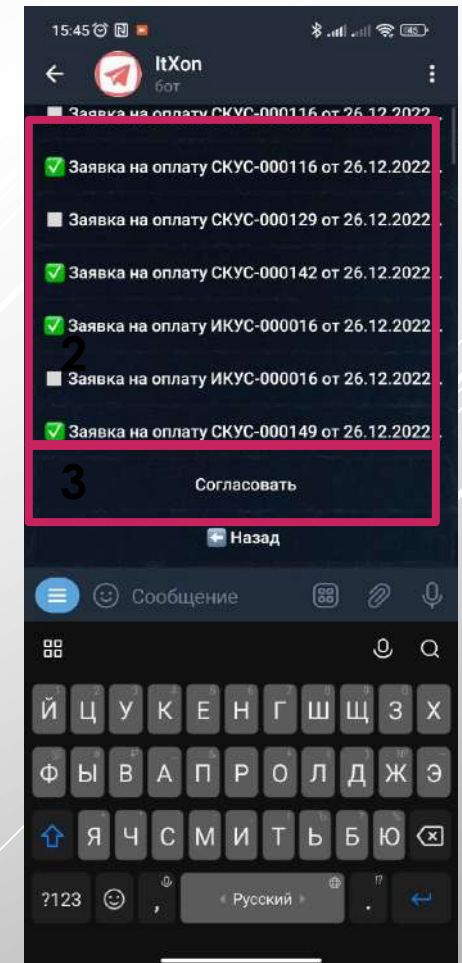 15:45
45
ItXon
бот
Заявка на оплату СКУС-000116 от 26.12.2022...
Заявка на оплату СКУС-000116 от 26.12.2022...
Заявка на оплату СКУС-000129 от 26.12.2022...
Заявка на оплату СКУС-000142 от 26.12.2022...
Заявка на оплату ИКУС-000016 от 26.12.2022...
2
Заявка на оплату ИКУС-000016 от 26.12.2022...
Заявка на оплату СКУС-000149 от 26.12.2022...
3
Согласовать
Назад
Сообщение
Й Ц У К Е Н Г Ш Щ З Х
Ф Ы В А П Р О Л Д Ж Э
Я Ч С М И Т Ь Б Ю
?123 , Русский .